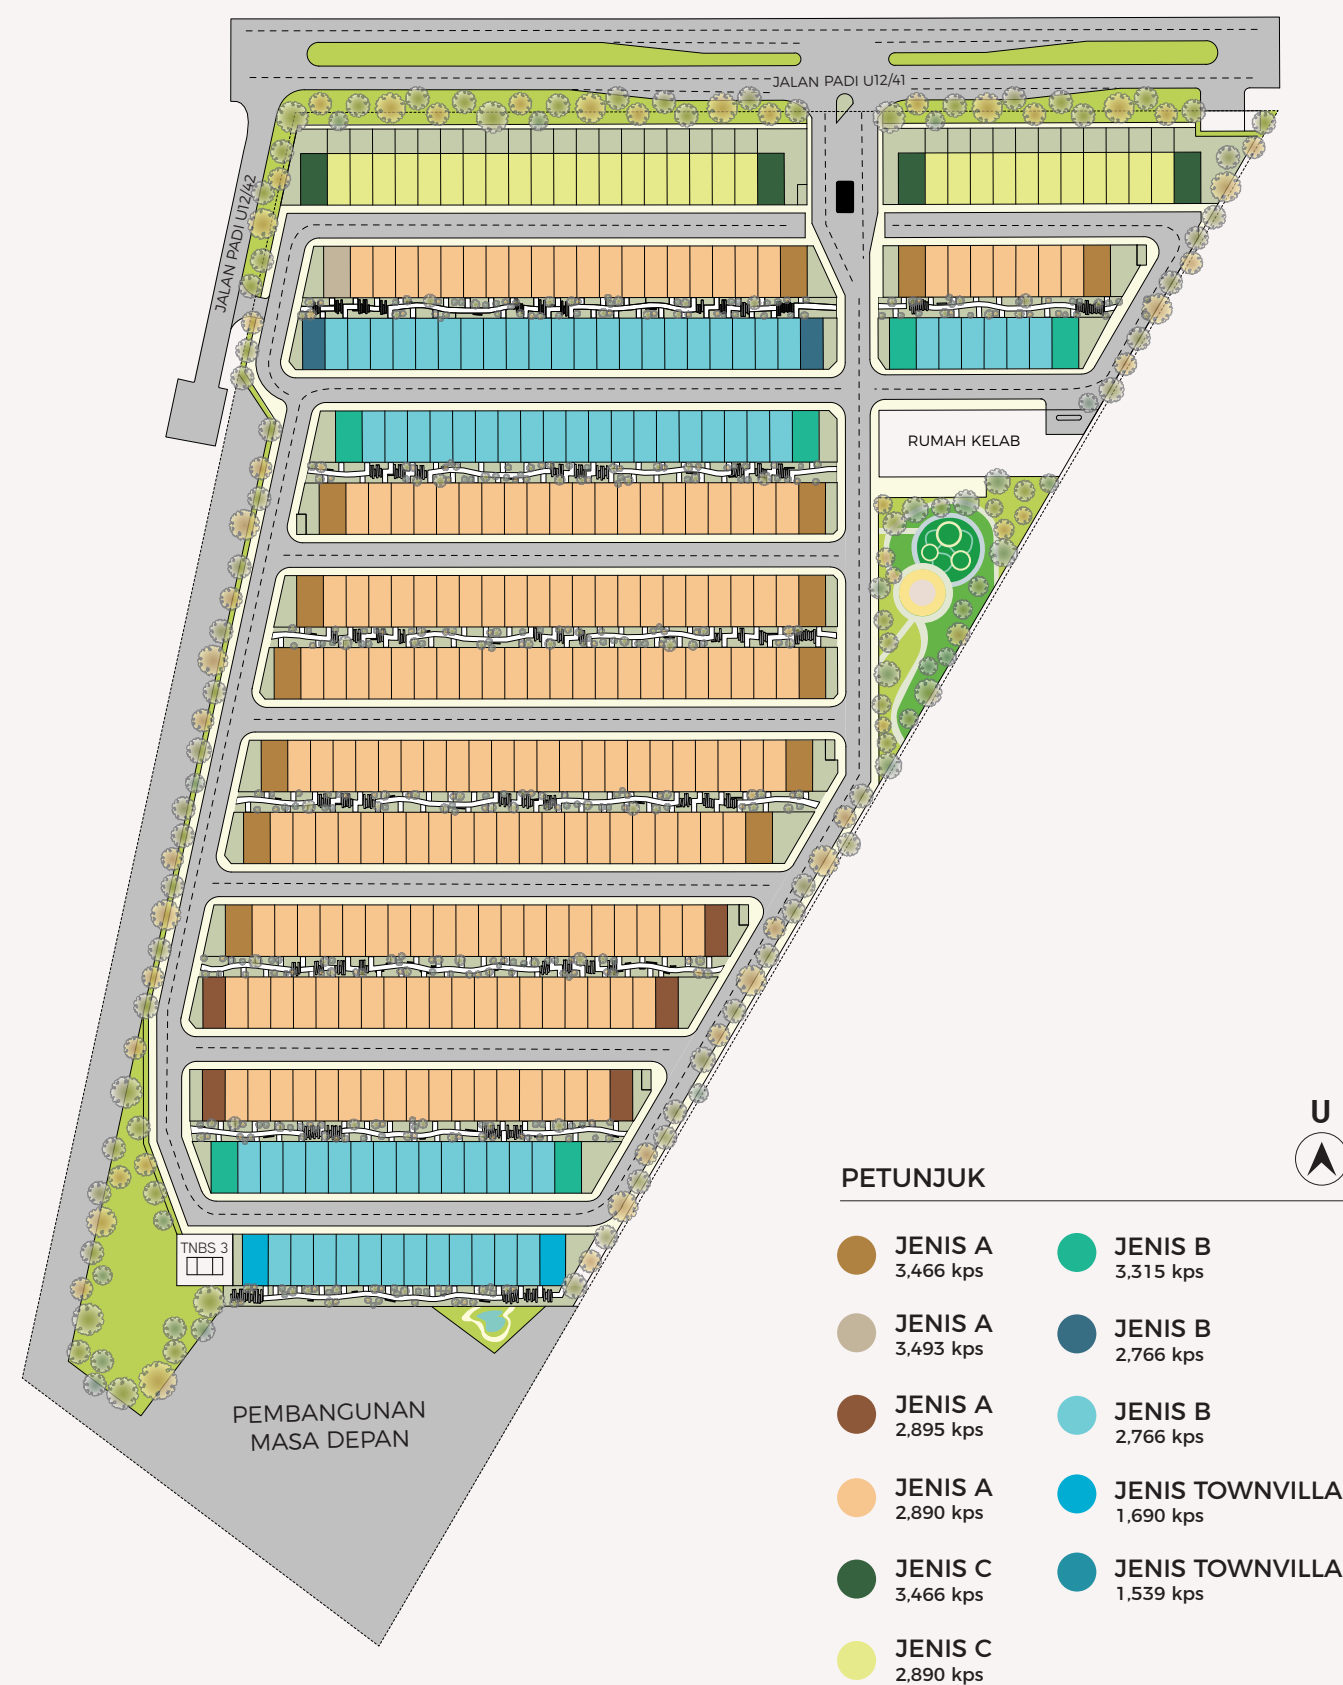 JALAN PADI U12/41
JALAN PADI U12/42
RUMAH KELAB
TNBS 3
PEMBANGUNAN
MASA DEPAN
U
PETUNJUK
JENIS A
3,466 kps
JENIS A
3,493 kps
JENIS A
2,895 kps
JENIS A
2,890 kps
JENIS C
3,466 kps
JENIS C
2,890 kps
JENIS B
3,315 kps
JENIS B
2,766 kps
JENIS B
2,766 kps
JENIS TOWNVILLA
1,690 kps
JENIS TOWNVILLA
1,539 kps